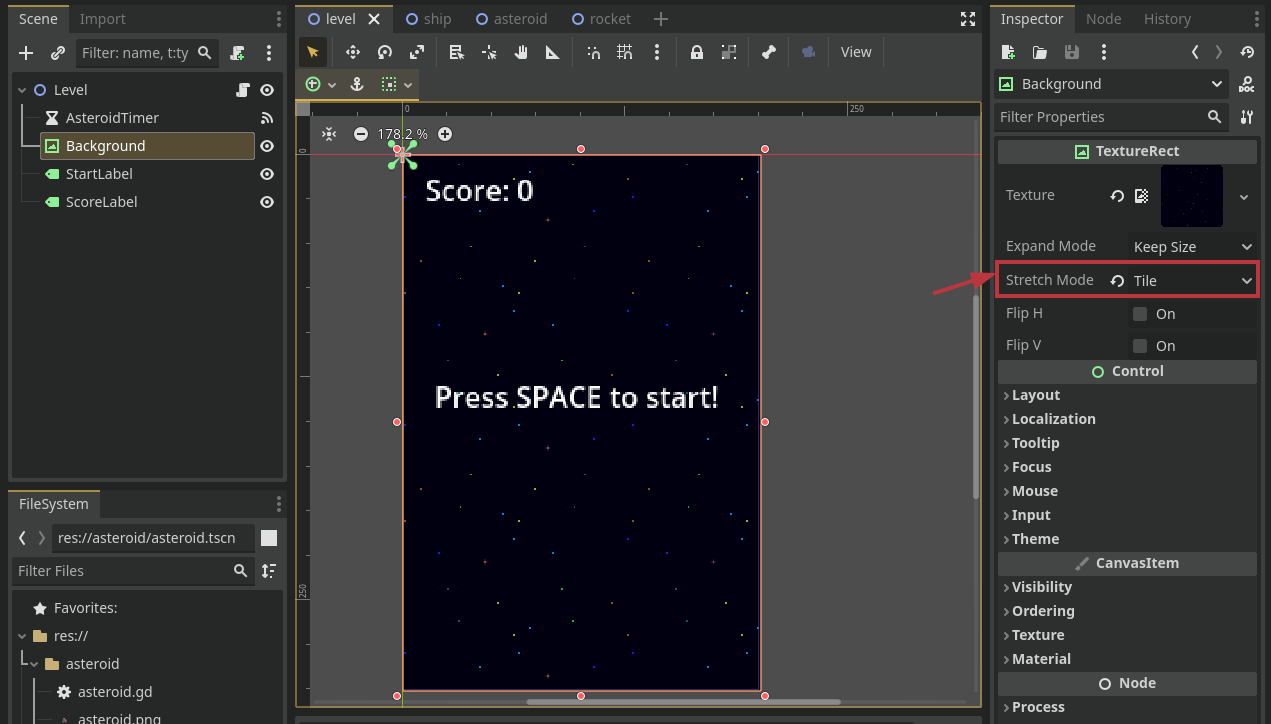 Scene Import
Filter: name, t:ty
Level
AsteroidTimer
Background
StartLabel
ScoreLabel
FileSystem
res://asteroid/asteroid.tscn
Filter Files
Favorites:
res://
asteroid
asteroid.gd
asteroid.png
level ship asteroid rocket
View
0 250
178.2 %
0
250
Score: 0
Press SPACE to start!
Inspector Node History
Background
DOC
Filter Properties
TextureRect
Texture
Expand Mode Keep Size
Stretch Mode Tile
Flip H On
Flip V On
Control
Layout
Localization
Tooltip
Focus
Mouse
Input
Theme
CanvasItem
Visibility
Ordering
Texture
Material
Node
Process